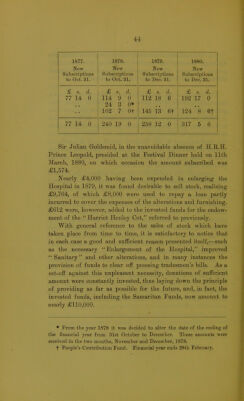 44
1877. 1878. 1879. 1880.
New Subscriptions to Oct. 31. New Subscriptions to Oct. 31. New Subscriptions to Dec. 31. New Subscriptions to Dec. 31.
£ s. d. £ s. d. £ s. d. £ s. d.
77 14 0 114 9 0 112 18 6 192 17 0
.. 24 3 0* .. ..
.. 102 7 0† 145 13 6† 124 8 6†
77 14 0 240 19 0 258 12 0 317 5 6
Sir Julian Goldsmid, in the unavoidable absence of H.R.H.
Prince Leopold, presided at the Festival Dinner held on 11th
March, 1880, on which occasion the amount subscribed was
£1,574.
Nearly £4,000 having been expended in enlarging the
Hospital in 1879, it was found desirable to sell stock, realising
£9,764, of which £8,000 were used to repay a loan partly
incurred to cover the expenses of the alterations and furnishing.
£612 were, however, added to the invested funds for the endow-
ment of the "Harriet Henley Cot," referred to previously.
With general reference to the sales of stock which have
taken place from time to time, it is satisfactory to notice that
in each case a good and sufficient reason presented itself,—such
as the necessary "Enlargement of the Hospital," improved
"Sanitary" and other alterations, and in many instances the
provision of funds to clear off pressing tradesmen's bills. As a
set-off against this unpleasant necessity, donations of sufficient
amount were constantly invested, thus laying down the principle
of providing as far as possible for the future, and, in fact, the
invested funds, including the Samaritan Funds, now amount to
nearly £110,000.
* From the year 1878 it was decided to alter the date of the ending of
the financial year from 31st October to December. These amounts were
received in the two months, November and December, 1878.
† People's Contribution Fund. Financial year ends 28th February.